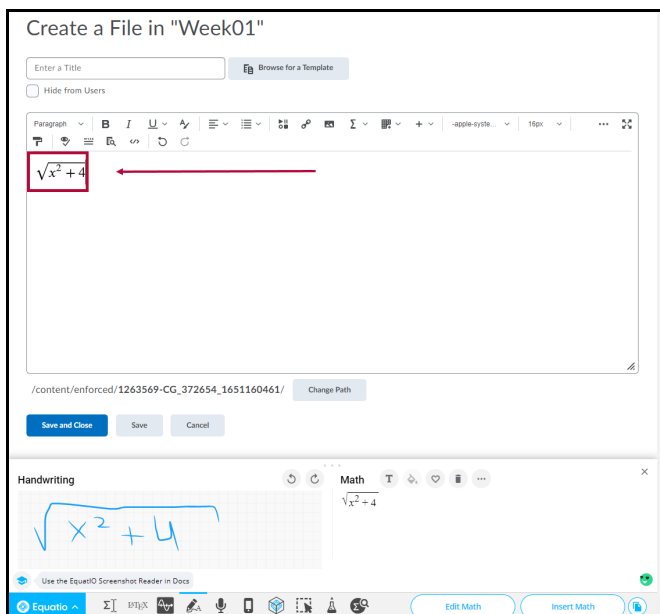 Create a File in "Week01"
Enter a Title
Browse for a Template
Hide from Users
Paragraph B I U A -apple-syste... 16px ...
√x² + 4
/content/enforced/1263569-CG_372654_1651160461/ Change Path
Save and Close Save Cancel
Handwriting Math T
√x² + 4
√x² + 4
Use the EquatIO Screenshot Reader in Docs
Equatio LATEX Edit Math Insert Math